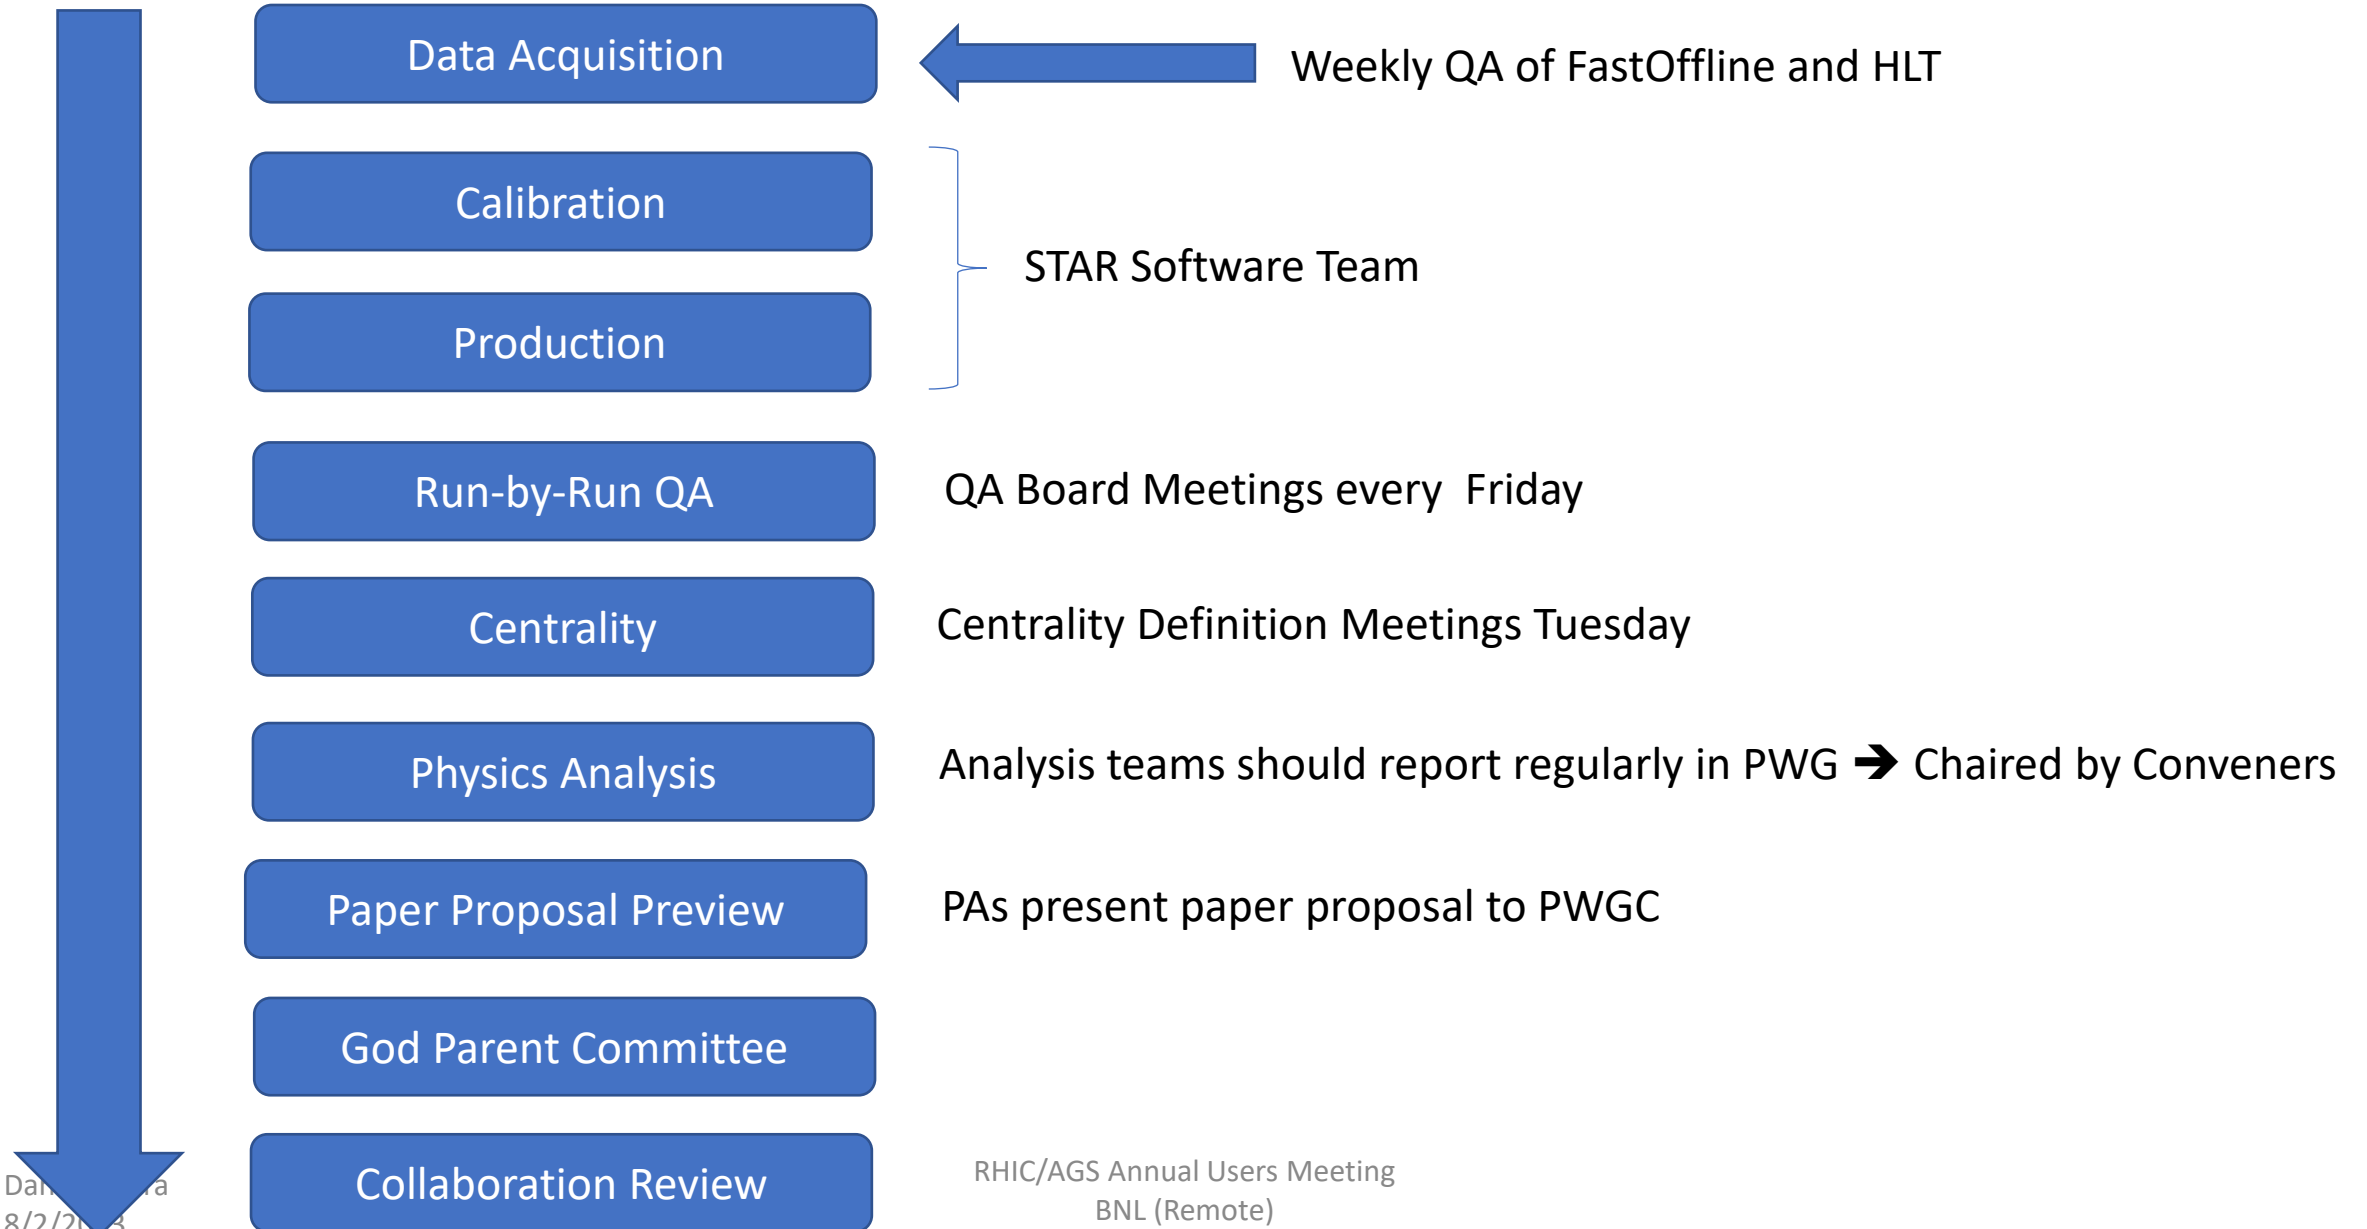 Data Acquisition
Weekly QA of FastOffline and HLT
Calibration
STAR Software Team
Production
Run-by-Run QA
QA Board Meetings every  Friday
Centrality
Centrality Definition Meetings Tuesday
Physics Analysis
Analysis teams should report regularly in PWG ➔ Chaired by Conveners
Paper Proposal Preview
PAs present paper proposal to PWGC
God Parent Committee
Collaboration Review
RHIC/AGS Annual Users Meeting
BNL (Remote)